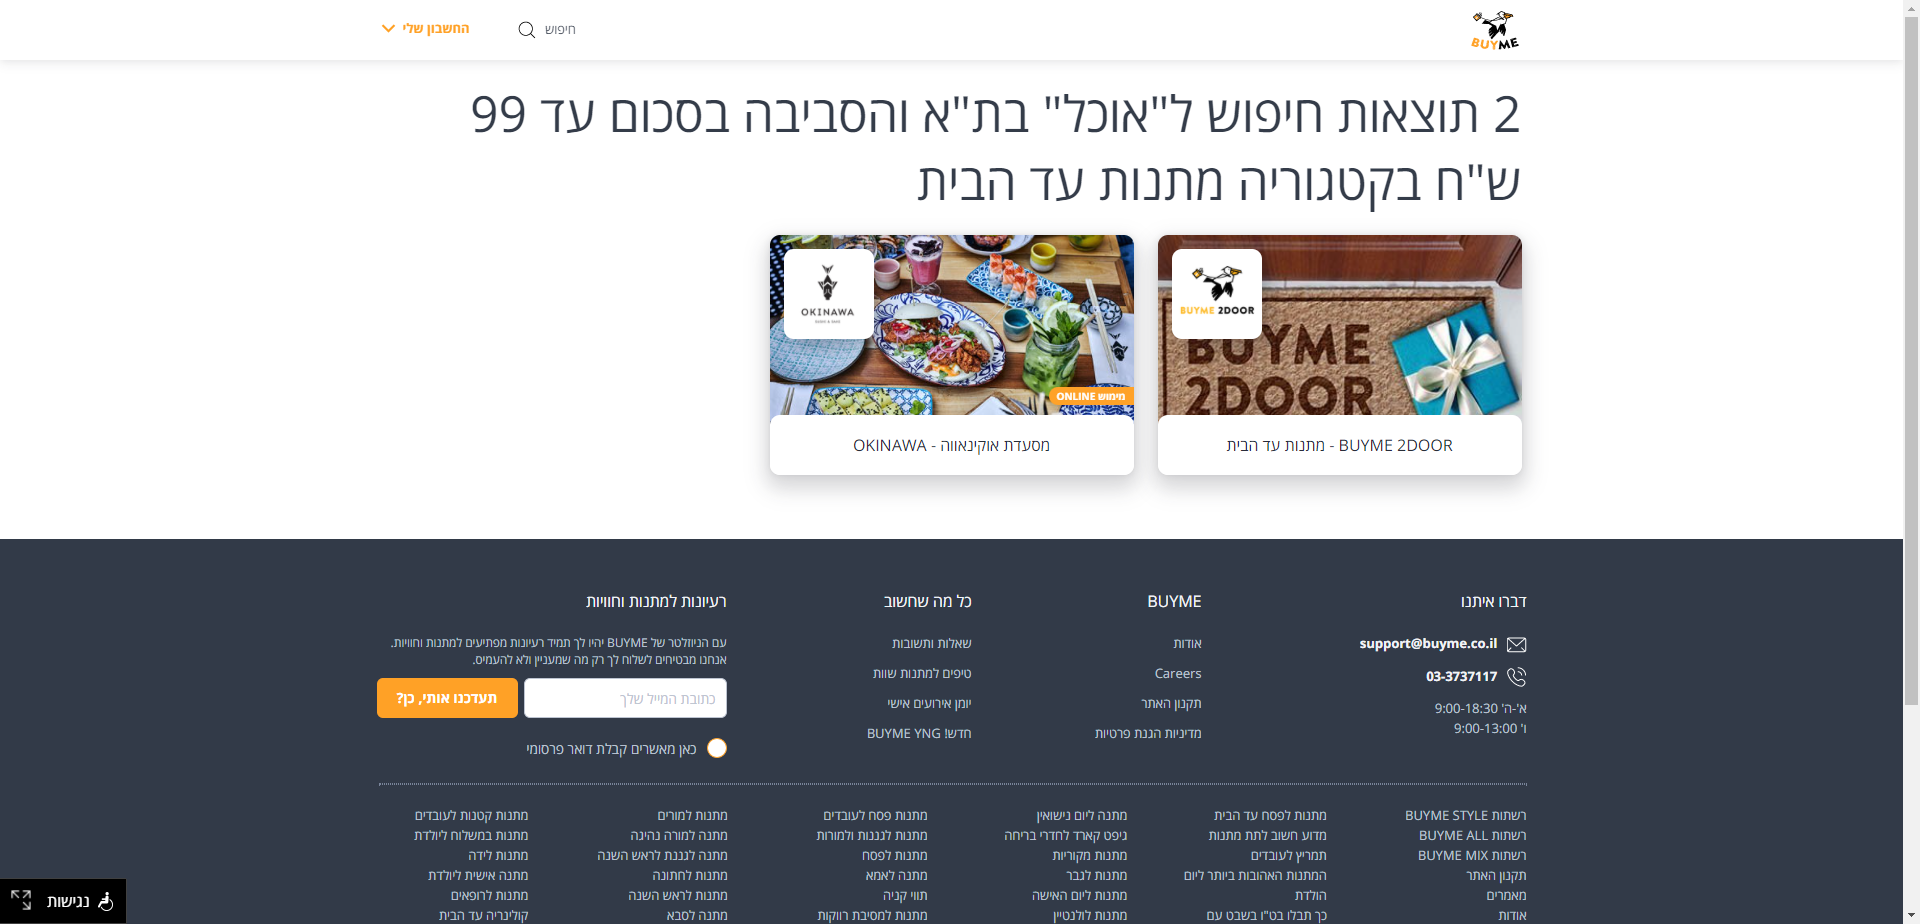 BUYME
חיפוש
החשבון שלי
2 תוצאות חיפוש ל"אוכל" בת"א והסביבה בסכום עד 99
ש"ח בקטגוריה מתנות עד הבית
BUYME 2DOOR
BUYME
2DOOR
BUYME 2DOOR - מתנות עד הבית
OKINAWA
מימוש ONLINE
מסעדת אוקינאווה - OKINAWA
דברו איתנו
support@buyme.co.il
03-3737117
א'-ה' 9:00-18:30
ו' 9:00-13:00
BUYME
אודות
Careers
תקנון האתר
מדיניות הגנת פרטיות
כל מה שחשוב
שאלות ותשובות
טיפים למתנות שוות
יומן אירועים אישי
חדש! BUYME YNG
רעיונות למתנות וחוויות
עם הניוזלטר של BUYME יהיו לך תמיד רעיונות מפתיעים למתנות וחוויות.
אנחנו מבטיחים לשלוח לך רק מה שמעניין ולא להעמיס.
כתובת המייל שלך
תעדכנו אותי, כן?
כאן מאשרים קבלת דואר פרסומי
רשתות BUYME STYLE
רשתות BUYME ALL
רשתות BUYME MIX
תקנון האתר
מאמרים
אודות
מתנות לפסח עד הבית
מדוע חשוב לתת מתנות
תמריץ לעובדים
המתנות האהובות ביותר ליום
הולדת
כך תבלו בט"ו בשבט עם
מתנה ליום נישואין
גיפט קארד לחדרי בריחה
מתנות מקוריות
מתנות לגבר
מתנות ליום האישה
מתנות לולנטיין
מתנות פסח לעובדים
מתנות לגננות ולמורות
מתנות לפסח
מתנה לאמא
תווי קניה
מתנות למסיבת רווקות
מתנות למורים
מתנה למורה נהיגה
מתנה לגננת לראש השנה
מתנות לחתונה
מתנות לראש השנה
מתנה לסבא
מתנות קטנות לעובדים
מתנות במשלוח ליולדת
מתנות לידה
מתנה אישית ליולדת
מתנות לרופאים
קולינריה עד הבית
נגישות